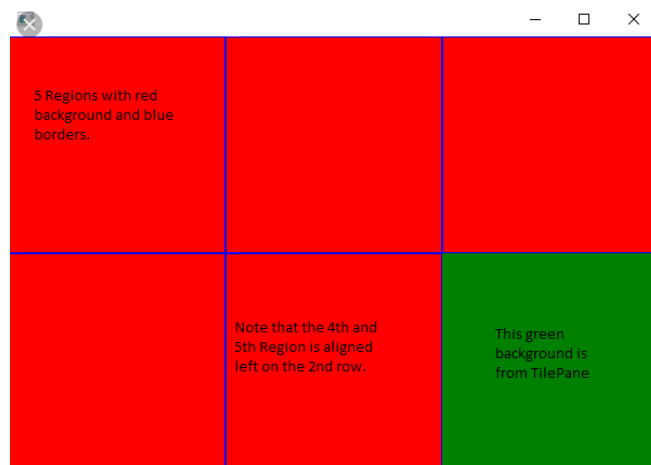 5 Regions with red
background and blue
borders.
Note that the 4th and
5th Region is aligned
left on the 2nd row.
This green
background is
from TilePane